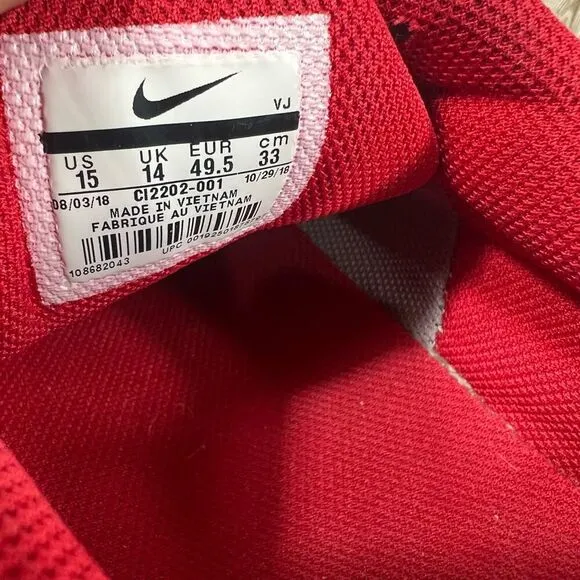 VJ
US UK EUR cm
15 14 49.5 33
CI2202-001
08/03/18 10/29/18
MADE IN VIETNAM
FABRIQUE AU VIETNAM
UPC
108682043